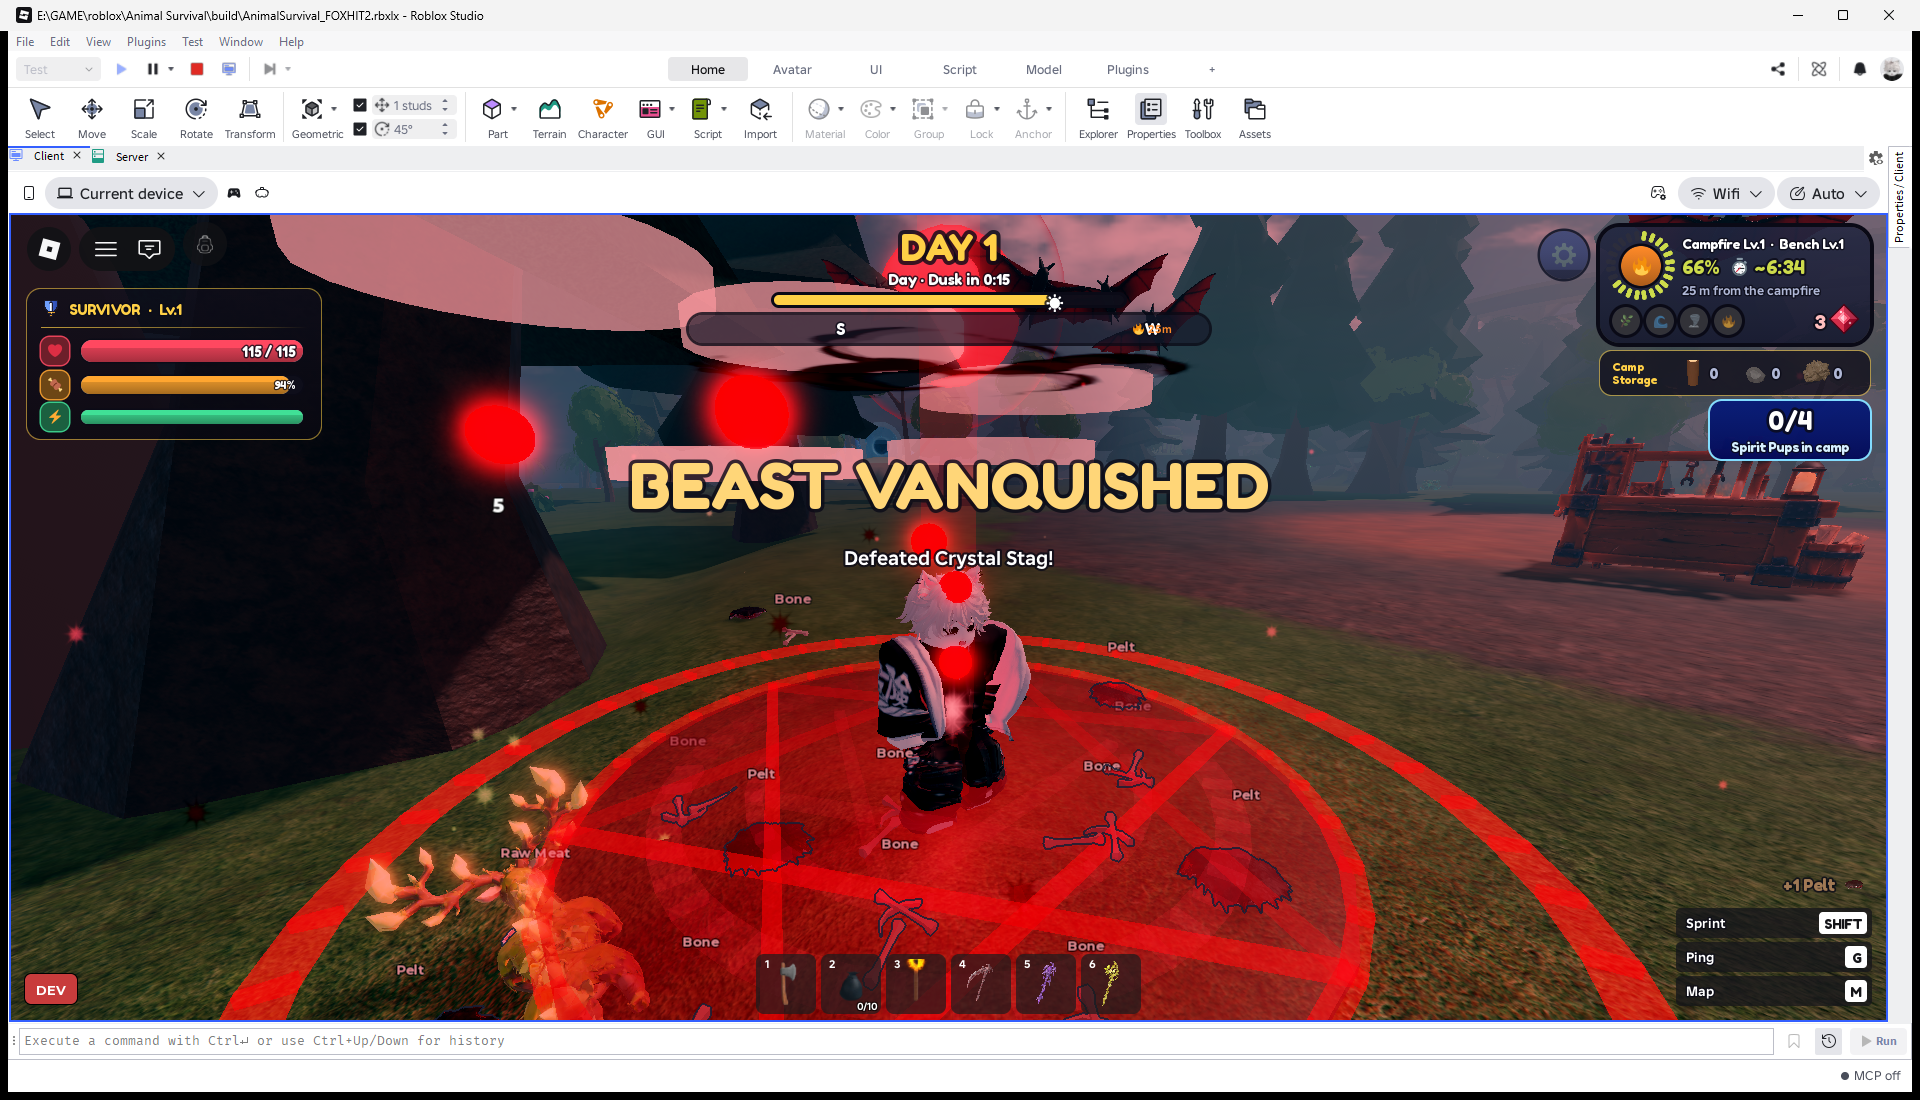 E:\GAME\roblox\Animal Survival\build\AnimalSurvival_FOXHIT2.rbxlx - Roblox Studio
File Edit View Plugins Test Window Help
Test Home Avatar UI Script Model Plugins +
1 studs
45°
Select Move Scale Rotate Transform Geometric Part Terrain Character GUI Script Import Material Color Group Lock Anchor Explorer Properties Toolbox Assets
Client Server
Properties / Client
Current device Wifi Auto
DAY 1
Day · Dusk in 0:15
S W
SURVIVOR · Lv.1
115 / 115
94%
Campfire Lv.1 · Bench Lv.1
66% ~6:34
25 m from the campfire
3
Camp Storage 0 0 0
0/4
Spirit Pups in camp
5
BEAST VANQUISHED
Defeated Crystal Stag!
Bone
Pelt
Bone
Bone
Bone
Bone
Pelt
Pelt
Bone
Raw Meat
+1 Pelt
Bone
Bone
Pelt
Sprint SHIFT
Ping G
Map M
1 2 3 4 5 6
0/10
DEV
Execute a command with Ctrl↵ or use Ctrl+Up/Down for history
Run
MCP off